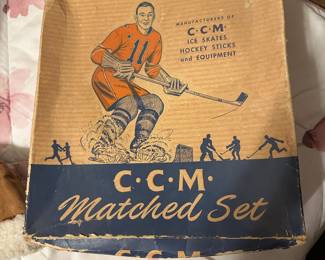 MANUFACTURERS OF
C·C·M·
ICE SKATES
HOCKEY STICKS
and EQUIPMENT
11
C·C·M·
Matched Set
C·C·M·